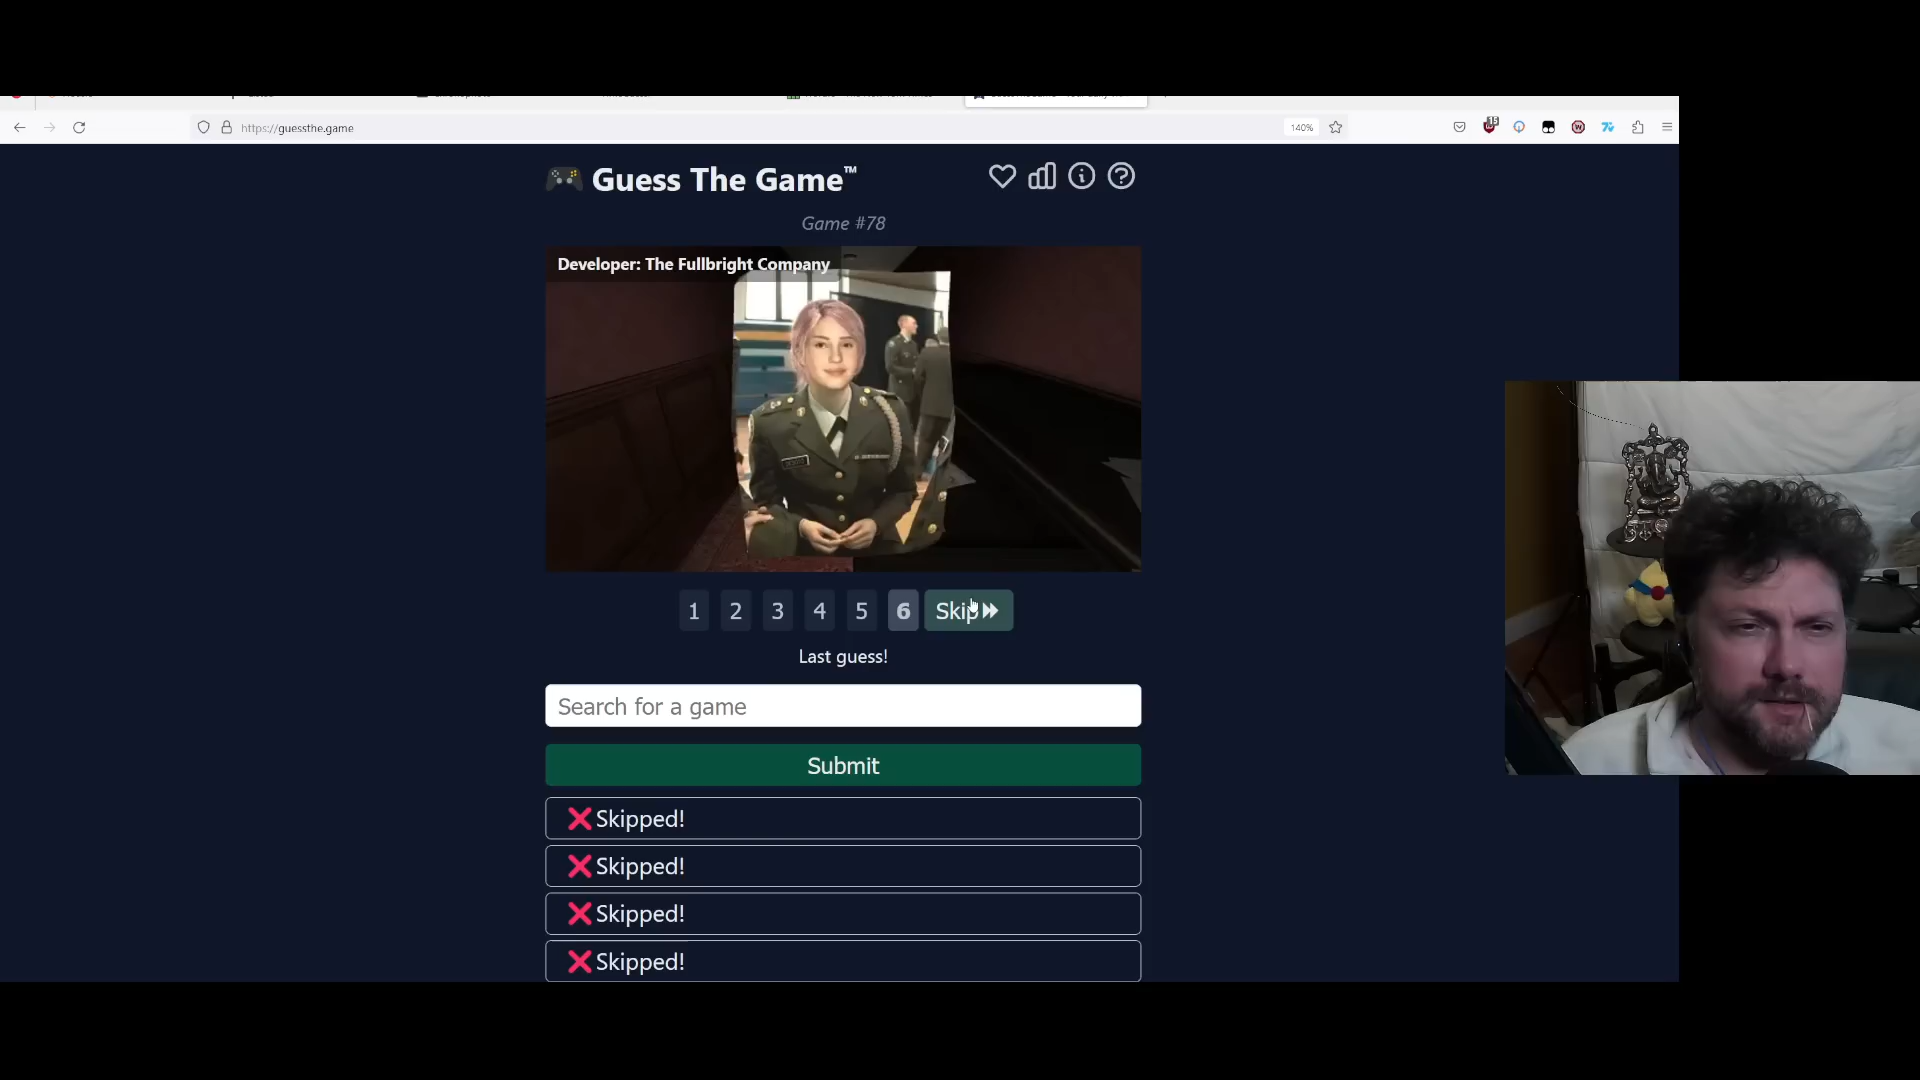 https://guessthe.game
140%
15
Guess The Game™
Game #78
Developer: The Fullbright Company
1 2 3 4 5 6 Skip
Last guess!
Search for a game
Submit
Skipped!
Skipped!
Skipped!
Skipped!